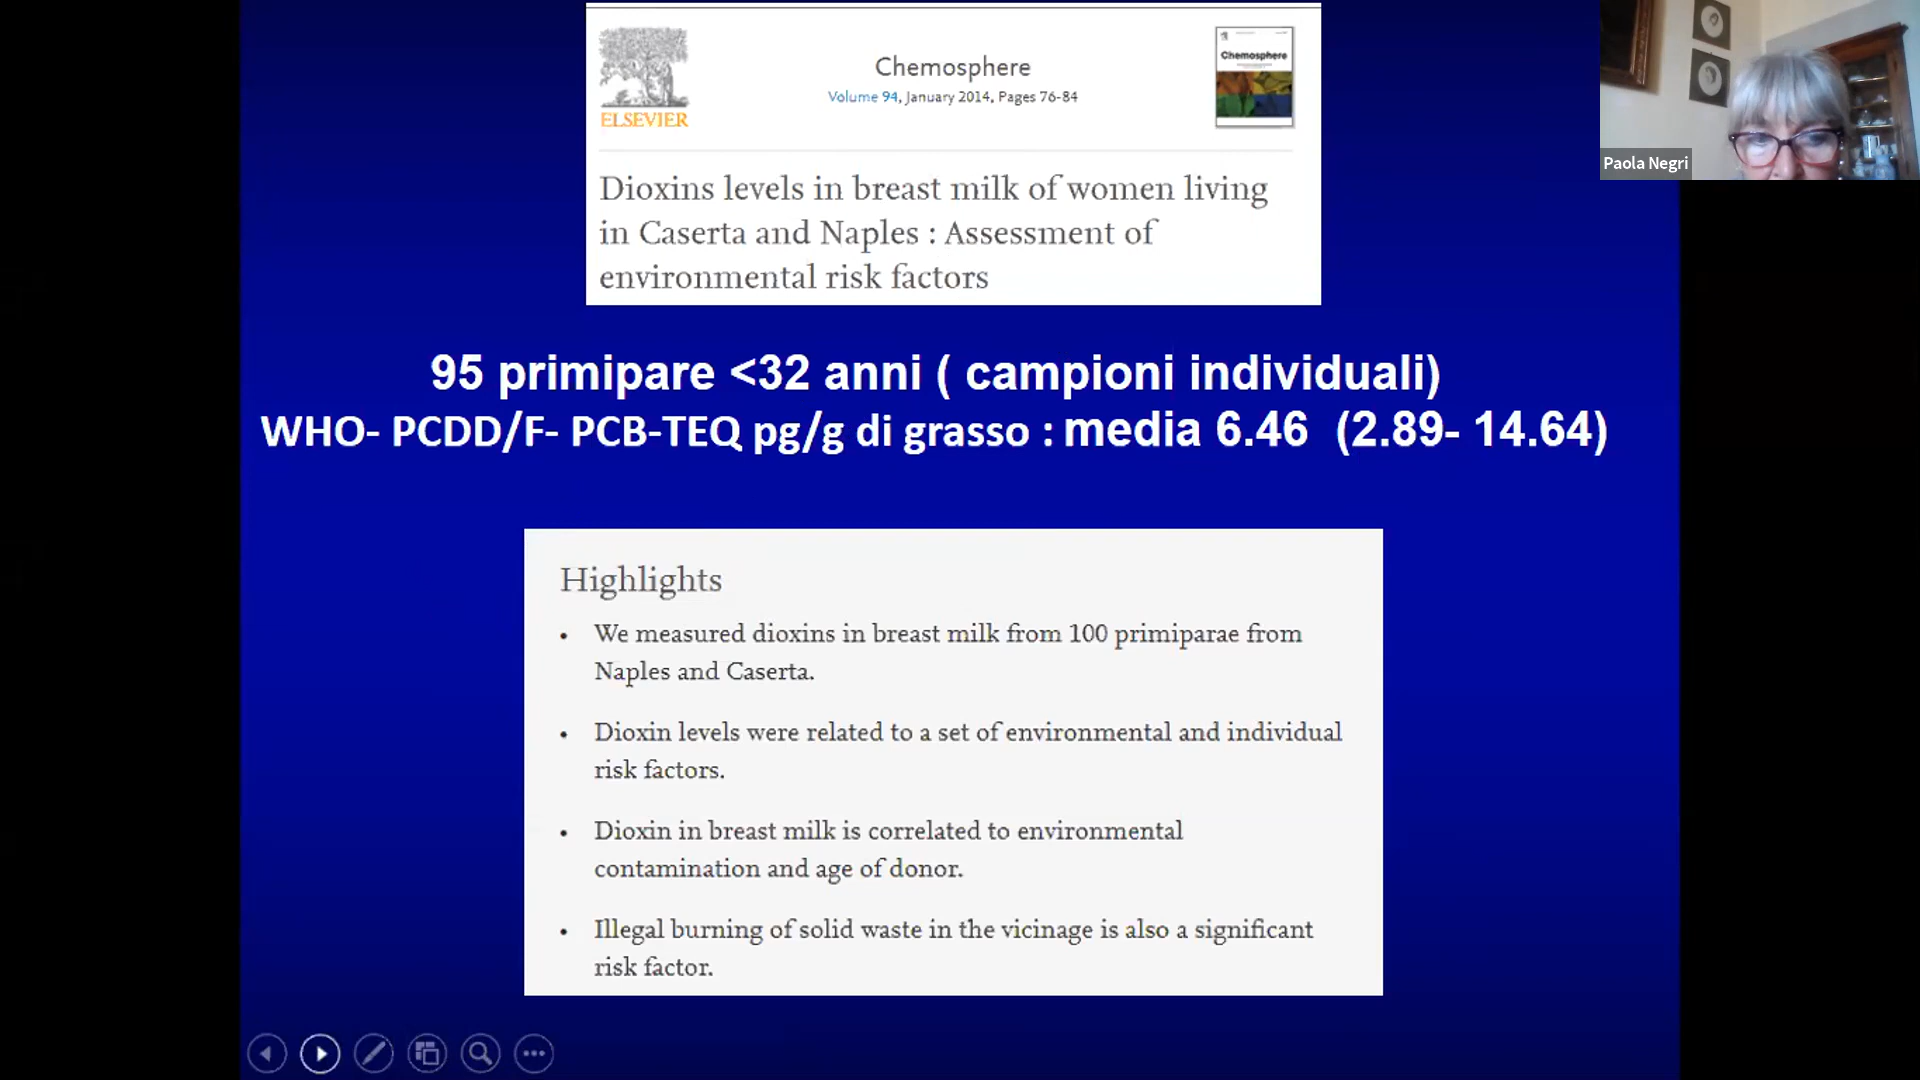 ELSEVIER
Chemosphere
Volume 94, January 2014, Pages 76-84
Chemosphere
Paola Negri
Dioxins levels in breast milk of women living
in Caserta and Naples : Assessment of
environmental risk factors
95 primipare <32 anni ( campioni individuali)
WHO- PCDD/F- PCB-TEQ pg/g di grasso : media 6.46 (2.89- 14.64)
Highlights
• We measured dioxins in breast milk from 100 primiparae from
Naples and Caserta.
• Dioxin levels were related to a set of environmental and individual
risk factors.
• Dioxin in breast milk is correlated to environmental
contamination and age of donor.
• Illegal burning of solid waste in the vicinage is also a significant
risk factor.